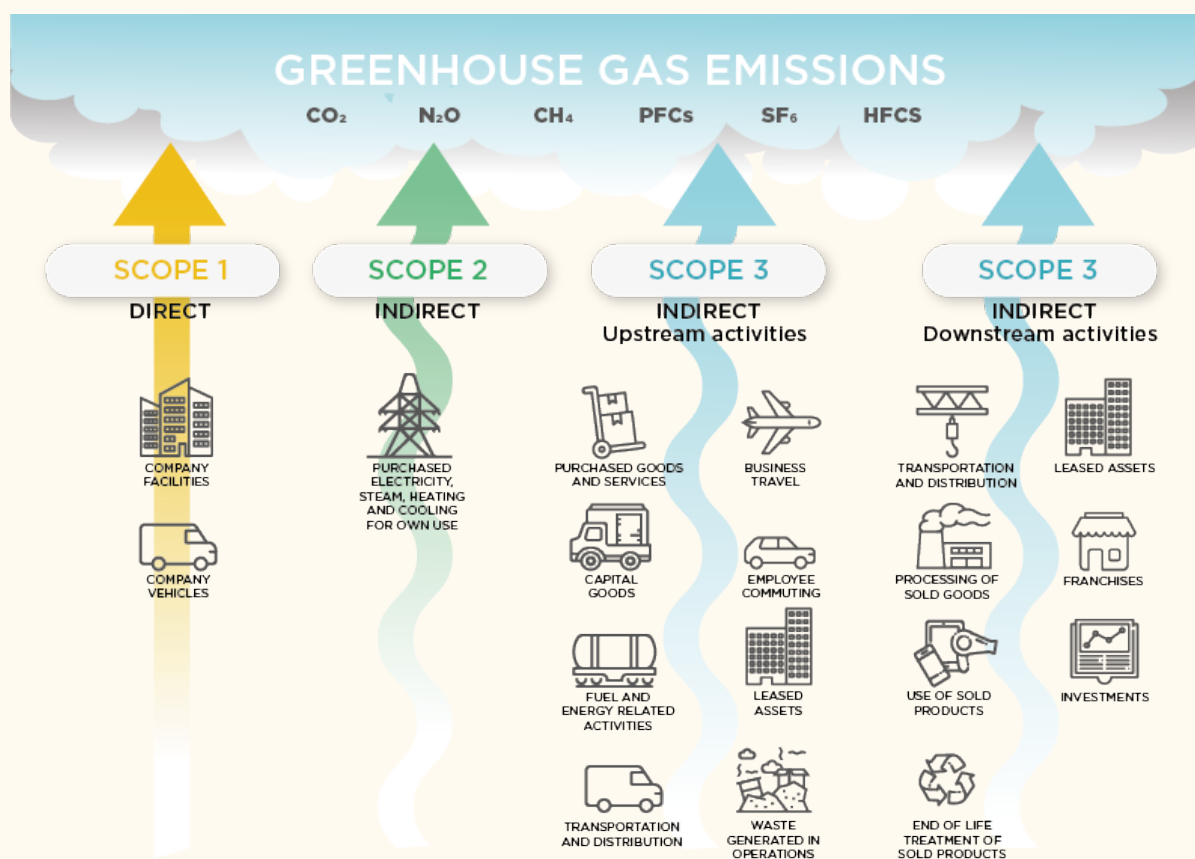 GREENHOUSE GAS EMISSIONS
CO₂ N₂O CH₄ PFCs SF₆ HFCS
SCOPE 1
DIRECT
COMPANY
FACILITIES
COMPANY
VEHICLES
SCOPE 2
INDIRECT
PURCHASED
ELECTRICITY,
STEAM, HEATING
AND COOLING
FOR OWN USE
SCOPE 3
INDIRECT
Upstream activities
PURCHASED GOODS
AND SERVICES
BUSINESS
TRAVEL
CAPITAL
GOODS
EMPLOYEE
COMMUTING
FUEL AND
ENERGY RELATED
ACTIVITIES
LEASED
ASSETS
TRANSPORTATION
AND DISTRIBUTION
WASTE
GENERATED IN
OPERATIONS
SCOPE 3
INDIRECT
Downstream activities
TRANSPORTATION
AND DISTRIBUTION
LEASED ASSETS
PROCESSING OF
SOLD GOODS
FRANCHISES
USE OF SOLD
PRODUCTS
INVESTMENTS
END OF LIFE
TREATMENT OF
SOLD PRODUCTS